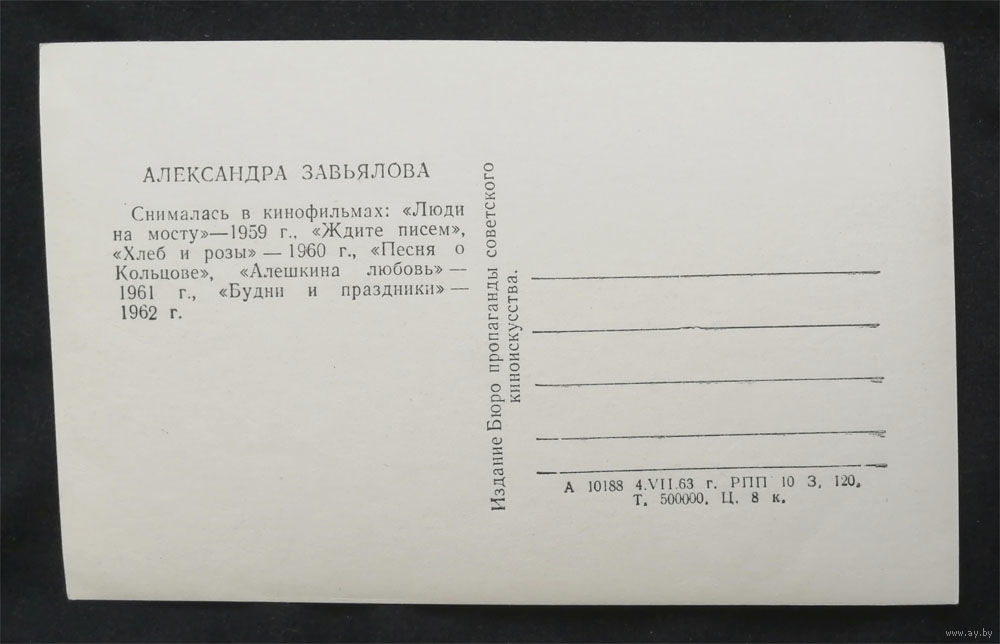 АЛЕКСАНДРА ЗАВЬЯЛОВА
Снималась в кинофильмах: «Люди
на мосту»—1959 г., «Ждите писем»,
«Хлеб и розы» — 1960 г., «Песня о
Кольцове», «Алешкина любовь» —
1961 г., «Будни и праздники» —
1962 г.
Издание Бюро пропаганды советского
киноискусства.
А 10188 4.VII.63 г. РПП 10 З. 120.
Т. 500000. Ц. 8 к.
www.ay.by